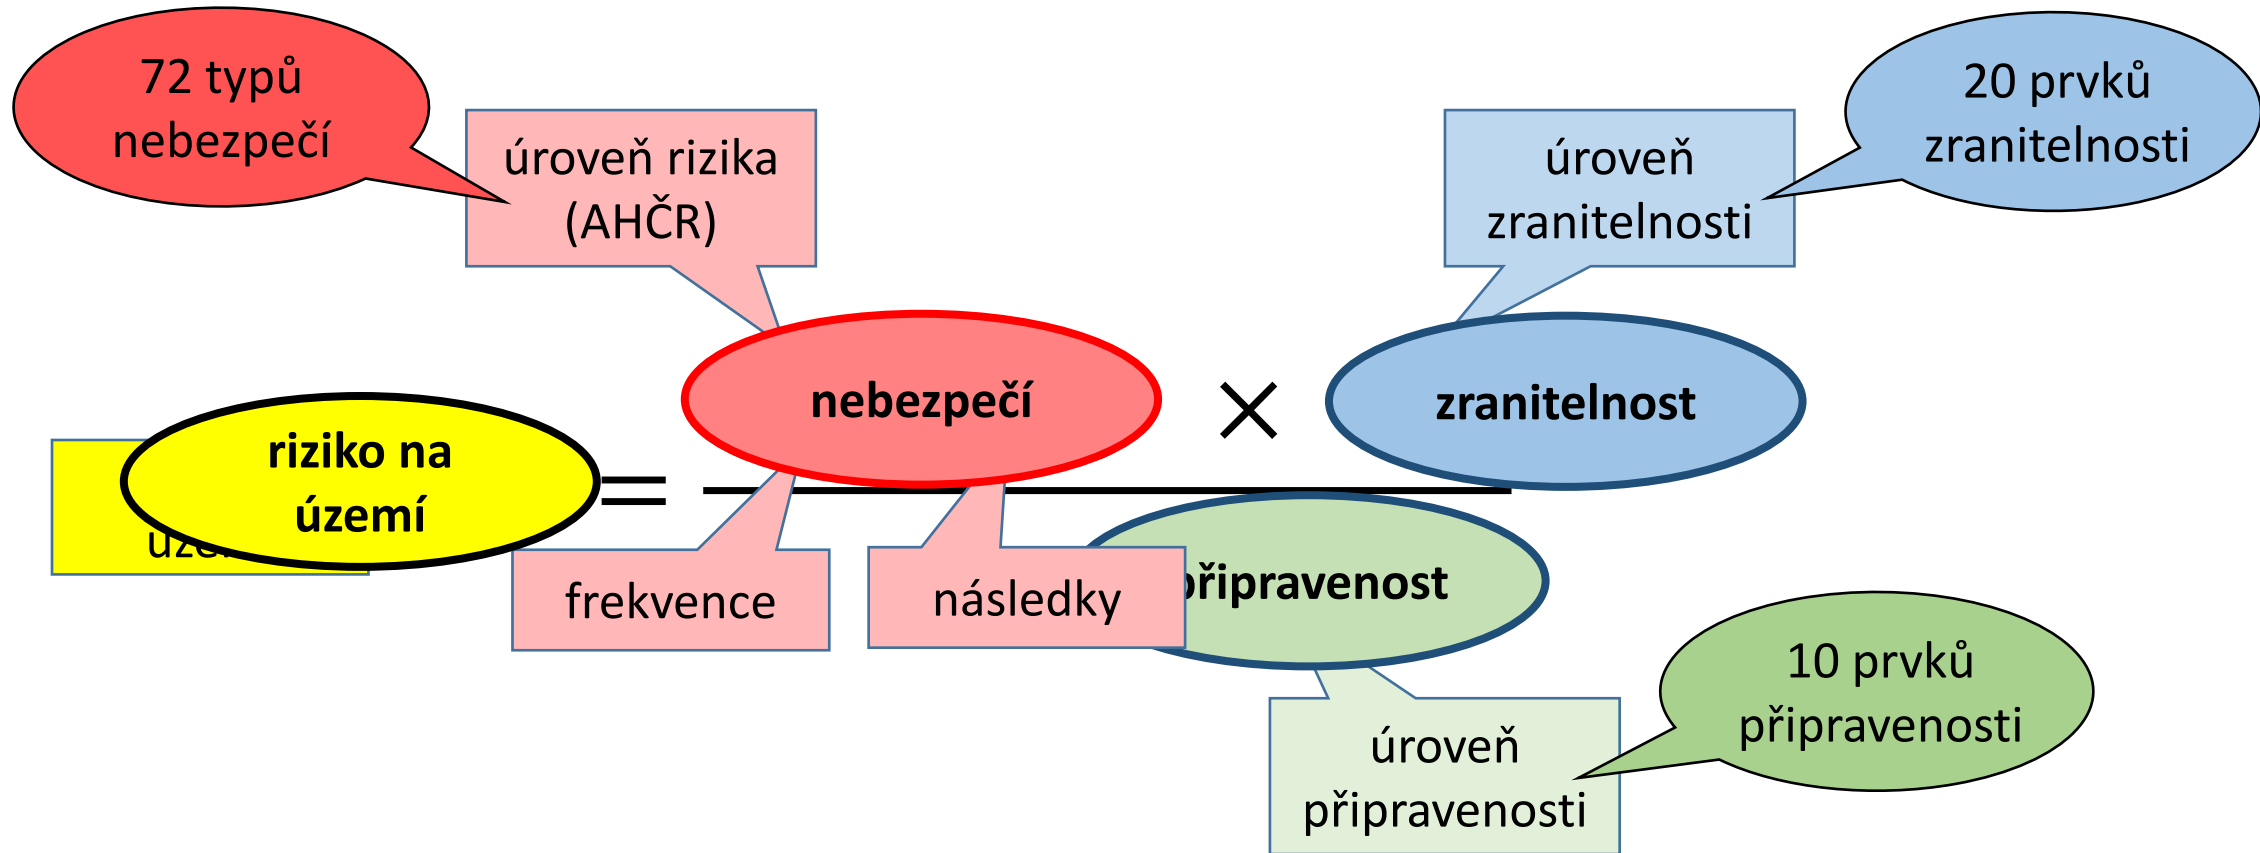 72 typů
nebezpečí
úroveň rizika
(AHČR)
úroveň
zranitelnosti
20 prvků
zranitelnosti
nebezpečí
×
zranitelnost
riziko na
území
=
frekvence
následky
připravenost
10 prvků
připravenosti
úroveň
připravenosti